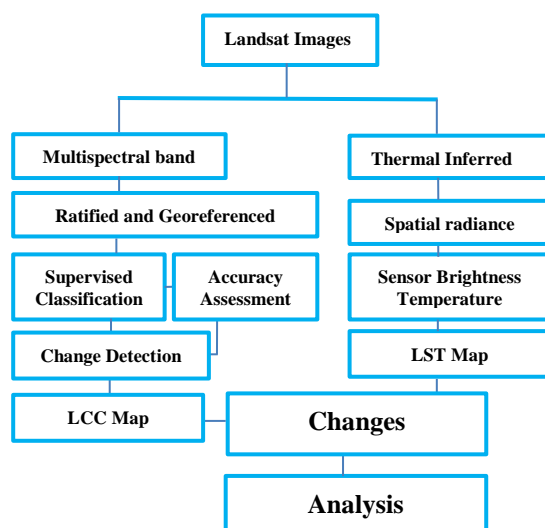 Landsat Images
Multispectral band
Thermal Inferred
Ratified and Georeferenced
Spatial radiance
Supervised
Classification
Accuracy
Assessment
Sensor Brightness
Temperature
Change Detection
LST Map
LCC Map
Changes
Analysis